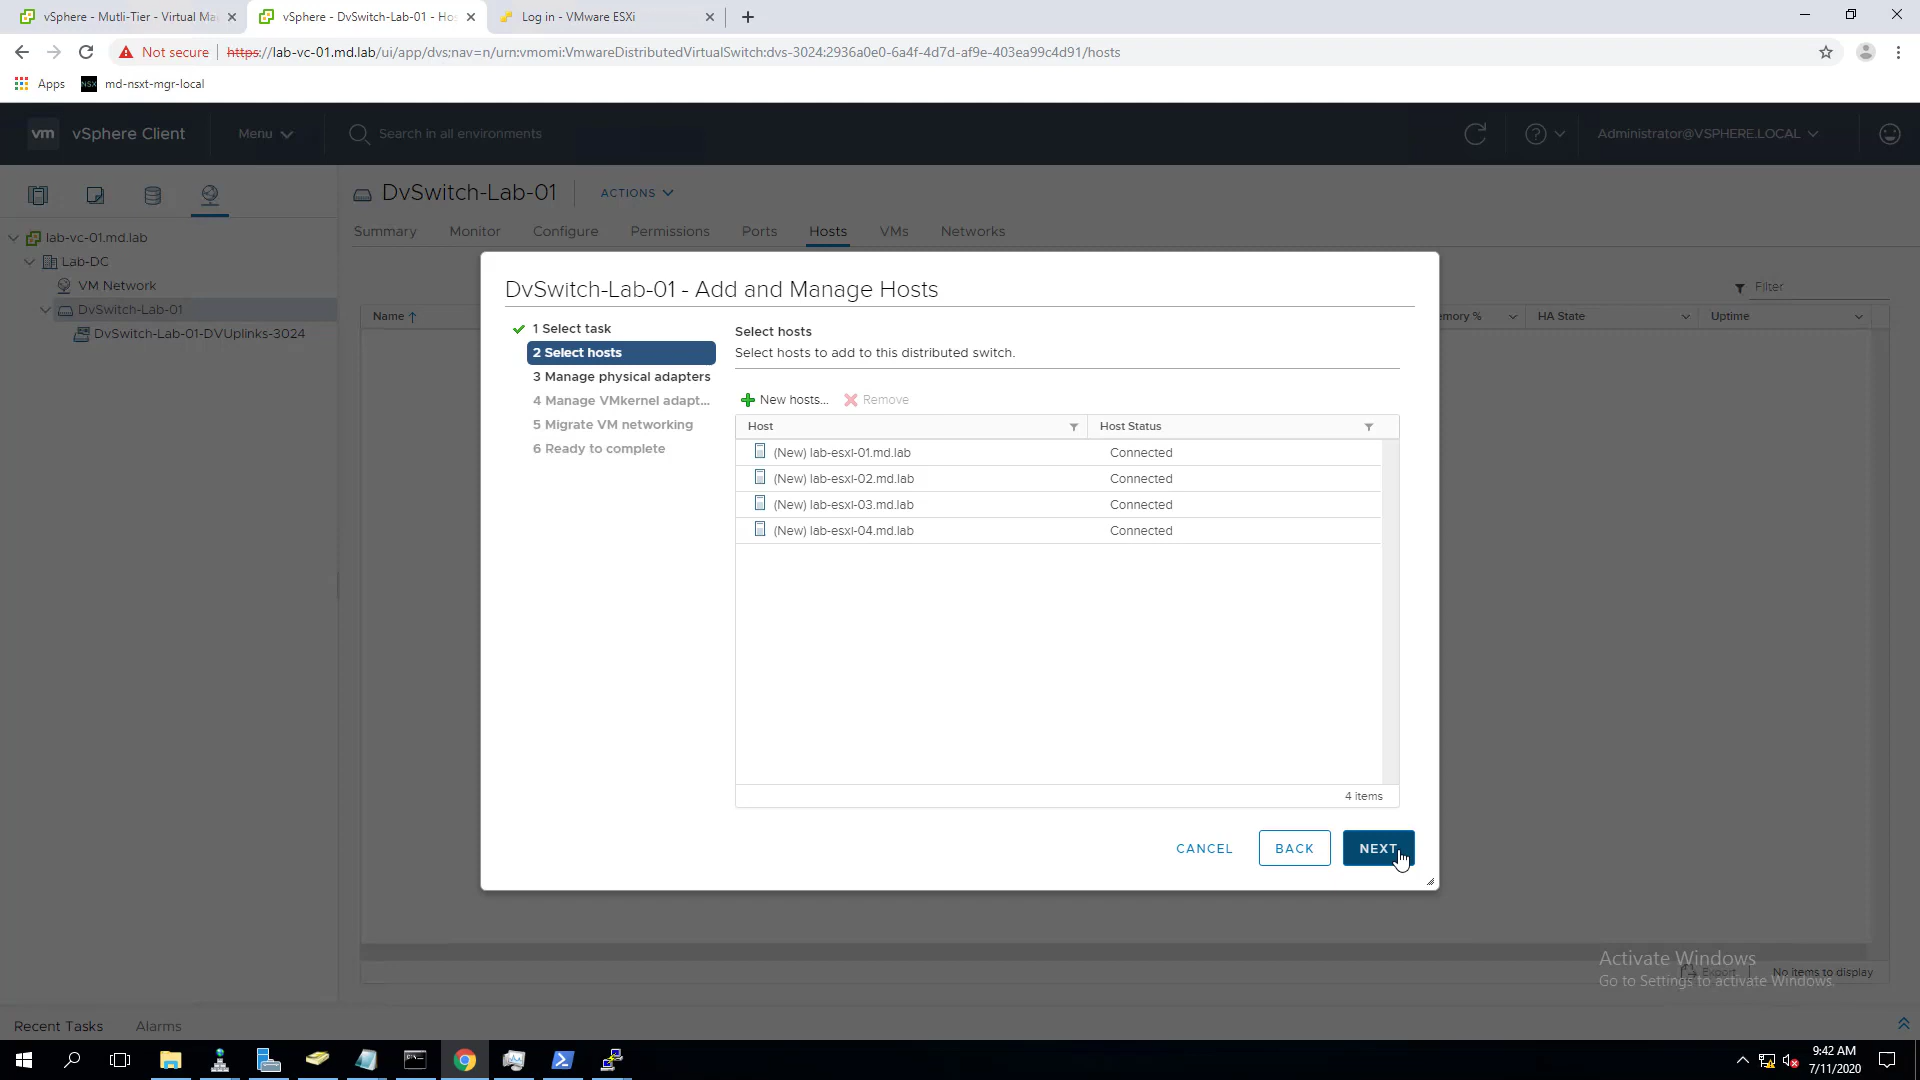 vSphere - Mutli-Tier - Virtual Ma
vSphere - DvSwitch-Lab-01 - Hos
Log in - VMware ESXi
Not secure
https://lab-vc-01.md.lab/ui/app/dvs;nav=n/urn:vmomi:VmwareDistributedVirtualSwitch:dvs-3024:2936a0e0-6a4f-4d7d-af9e-403ea99c4d91/hosts
Apps
NSX
md-nsxt-mgr-local
vm
vSphere Client
Menu
Search in all environments
Administrator@VSPHERE.LOCAL
DvSwitch-Lab-01
ACTIONS
Summary
Monitor
Configure
Permissions
Ports
Hosts
VMs
Networks
lab-vc-01.md.lab
Lab-DC
VM Network
DvSwitch-Lab-01
DvSwitch-Lab-01-DVUplinks-3024
Filter
Name
emory %
HA State
Uptime
DvSwitch-Lab-01 - Add and Manage Hosts
1 Select task
2 Select hosts
3 Manage physical adapters
4 Manage VMkernel adapt...
5 Migrate VM networking
6 Ready to complete
Select hosts
Select hosts to add to this distributed switch.
New hosts...
Remove
Host
Host Status
(New) lab-esxi-01.md.lab
Connected
(New) lab-esxi-02.md.lab
Connected
(New) lab-esxi-03.md.lab
Connected
(New) lab-esxi-04.md.lab
Connected
4 items
CANCEL
BACK
NEXT
Activate Windows
Export
No items to display
Go to Settings to activate Windows.
Recent Tasks
Alarms
9:42 AM
7/11/2020